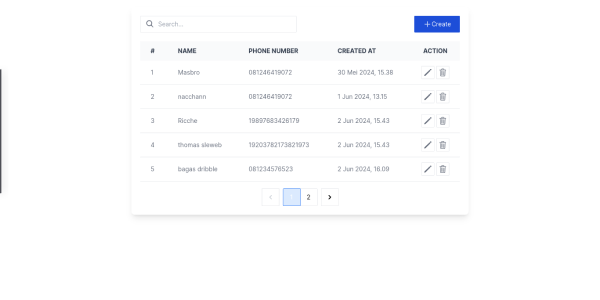 Search...
+ Create
# NAME PHONE NUMBER CREATED AT ACTION
1 Masbro 081246419072 30 Mei 2024, 15.38
2 nacchann 081246419072 1 Jun 2024, 13.15
3 Ricche 19897683426179 2 Jun 2024, 15.43
4 thomas sleweb 19203782173821973 2 Jun 2024, 15.43
5 bagas dribble 081234576523 2 Jun 2024, 16.09
1 2